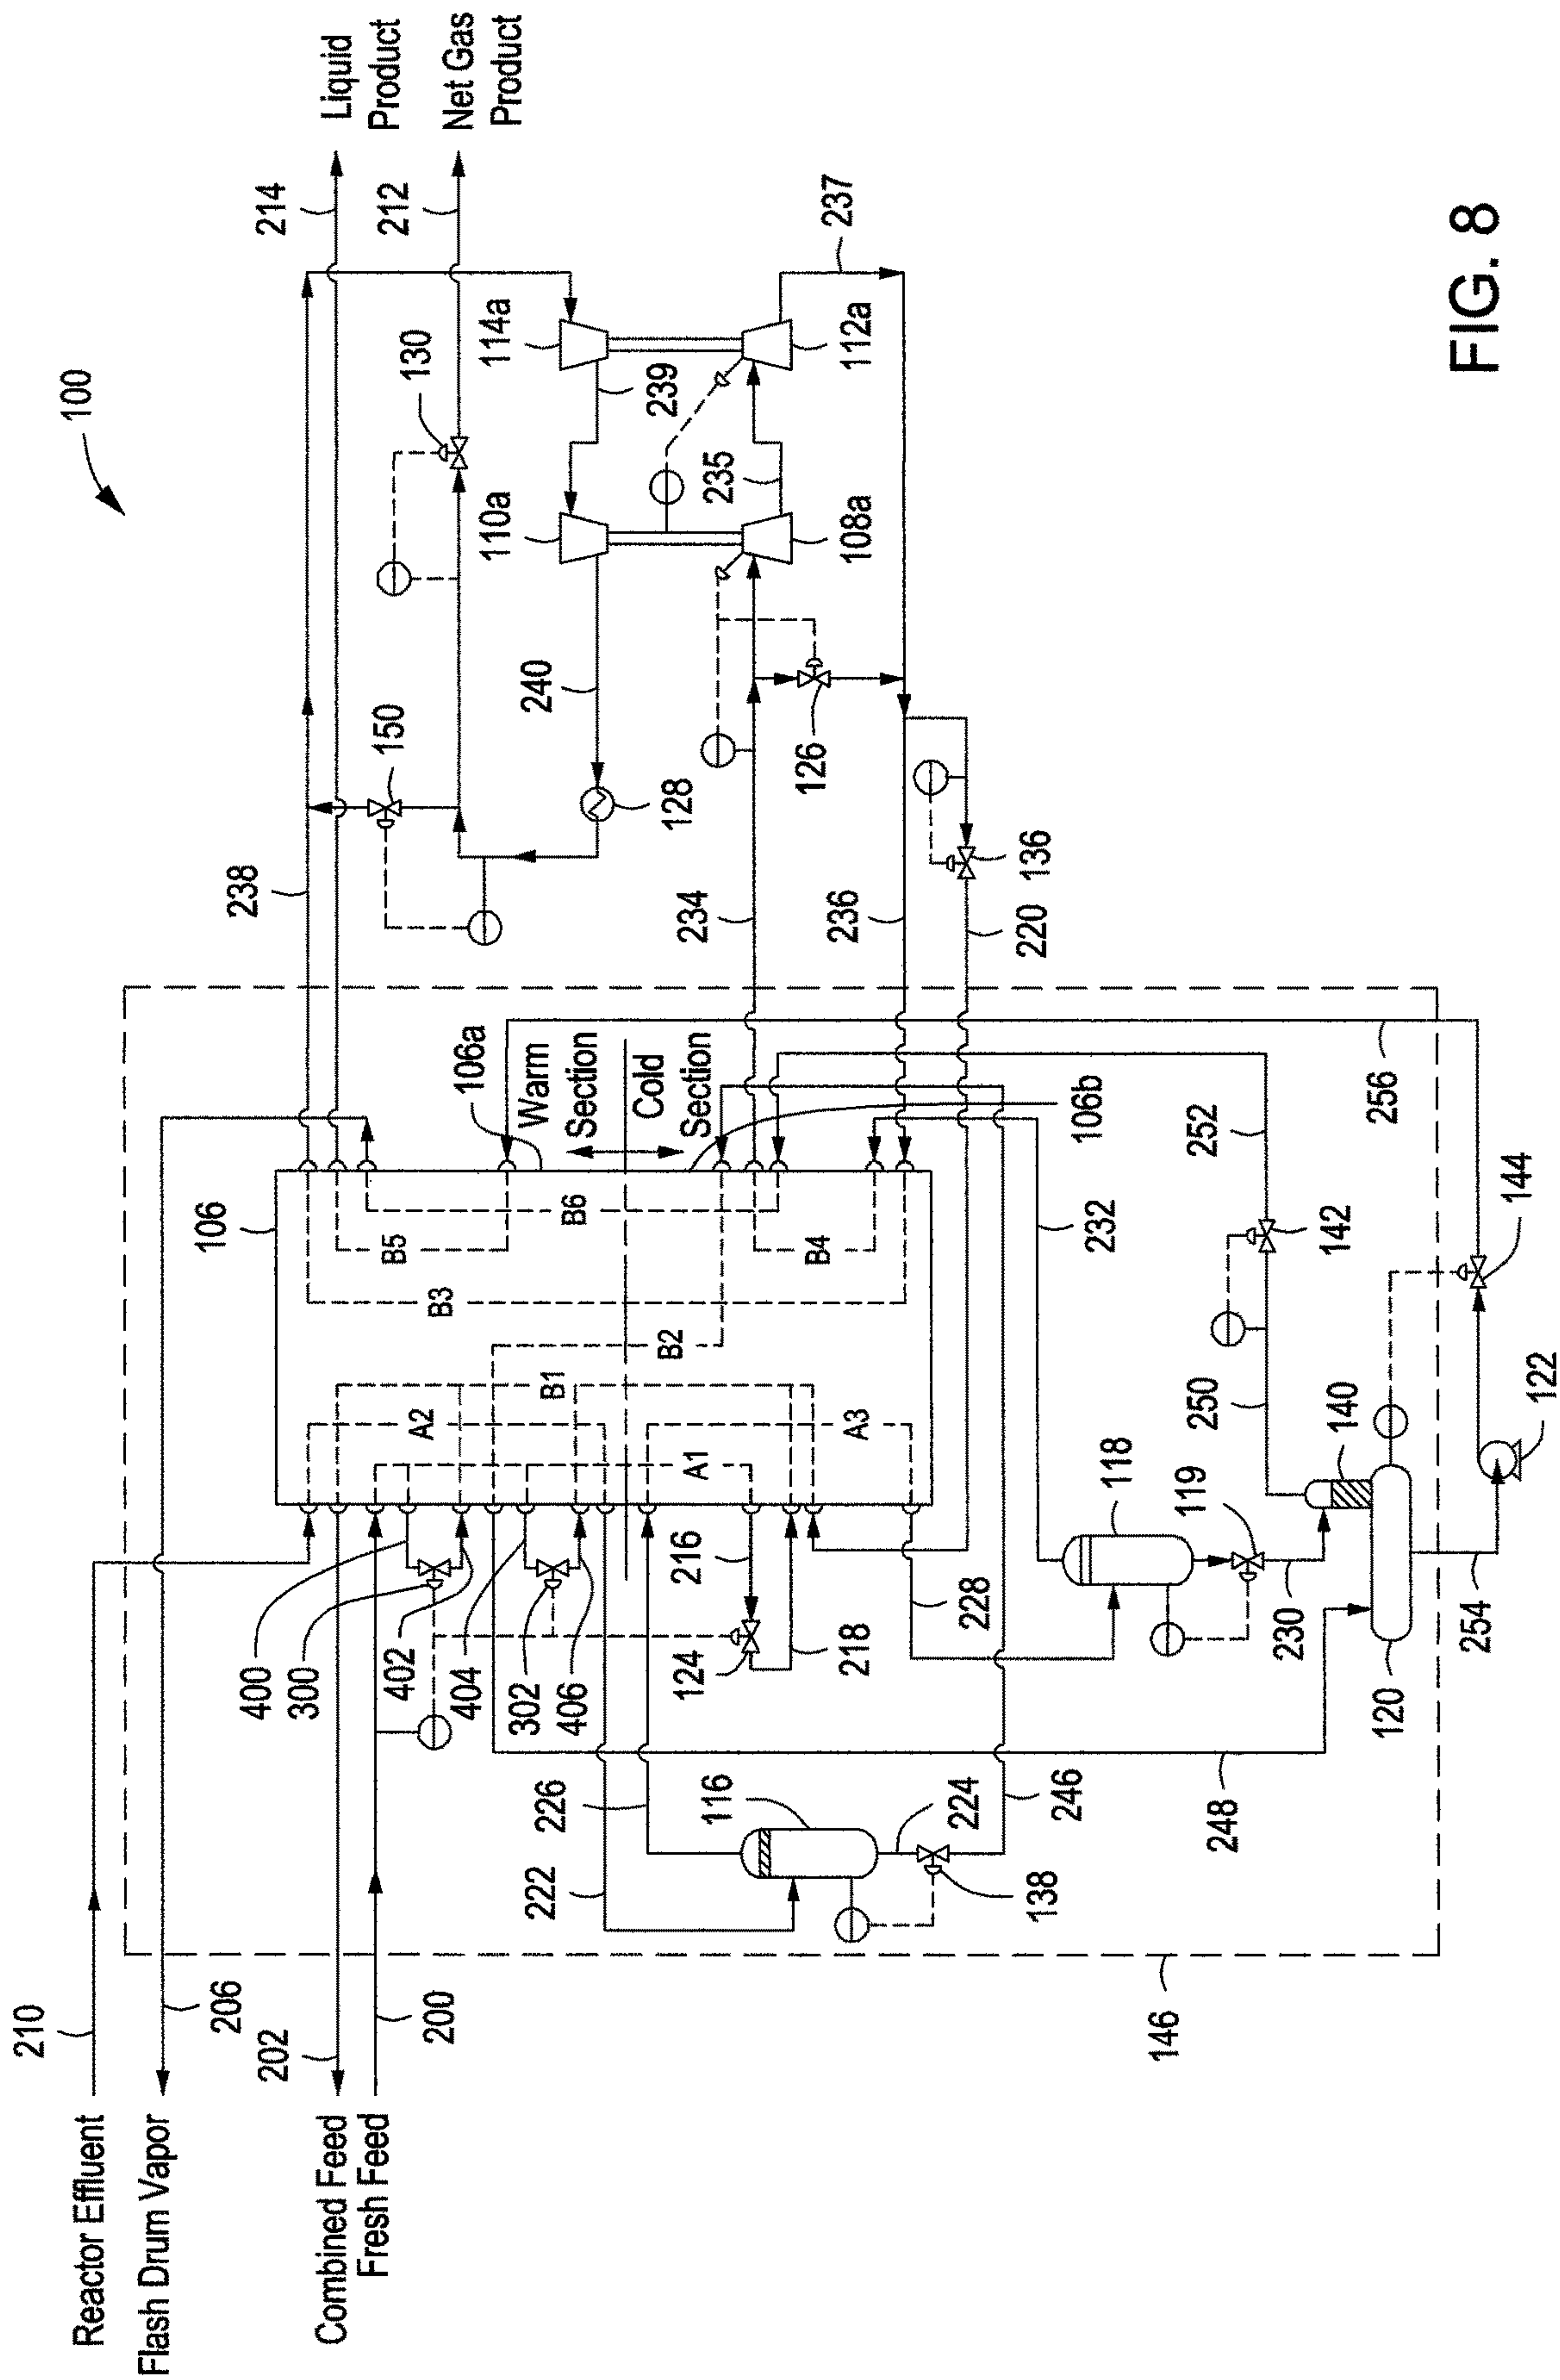 100
Reactor Effluent
210
Flash Drum Vapor
206
Combined Feed
202
Fresh Feed
200
Liquid
Product
214
Net Gas
Product
212
238
150
130
110a
114a
239
240
128
235
237
108a
112a
126
234
236
136
220
106
106a
Warm
Section
Cold
Section
106b
B5
B6
B3
B4
B2
B1
A2
A1
A3
400
300
402
404
302
406
124
216
218
228
222
226
116
224
138
246
248
232
118
119
230
250
252
142
140
120
254
122
144
256
146
FIG. 8